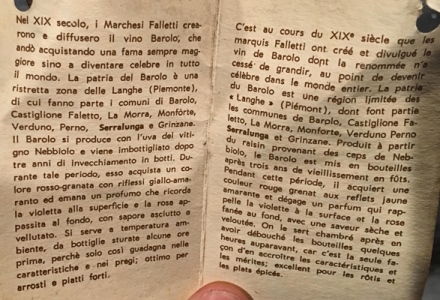 Nel XIX secolo, i Marchesi Falletti crea-
rono e diffusero il vino Barolo, che
andò acquistando una fama sempre mag-
giore sino a diventare celebre in tutto
il mondo. La patria del Barolo è una
ristretta zona delle Langhe (Piemonte),
di cui fanno parte i comuni di Barolo,
Castiglione Faletto, La Morra, Monforte,
Verduno, Perno, Serralunga e Grinzane.
Il Barolo si produce con l'uva del viti-
gno Nebbiolo e viene imbottigliato dopo
tre anni di invecchiamento in botti. Du-
rante tale periodo, esso acquista un co-
lore rosso-granata con riflessi giallo-ama-
ranto ed emana un profumo che ricorda
la violetta alla superficie e la rosa ap-
passita al fondo, con sapore asciutto e
vellutato. Si serve a temperatura am-
biente, da bottiglie sturate alcune ore
prima, perchè solo così guadagna nelle
caratteristiche e nei pregi; ottimo per
arrosti e piatti forti.
C'est au cours du XIXe siècle que les
marquis Falletti ont créé et divulgué le
vin de Barolo dont la renommée n'a
cessé de grandir, au point de devenir
célèbre dans le monde entier. La patrie
du Barolo est une région limitée des
« Langhe » (Piémont), dont font partie
les communes de Barolo, Castiglione Fa-
letto, La Morra, Monforte, Verduno Perno
Serralunga et Grinzane. Produit à partir
du raisin provenant des ceps de Neb-
biolo, le Barolo est mis en bouteilles
après trois ans de vieillissement en fûts.
Pendant cette période, il acquiert une
couleur rouge granat aux reflets jaune
amarante et dégage un parfum qui rap-
pelle la violette à la surface et la rose
fanée au fond, avec une saveur sèche et
veloutée. On le sert chambré après en
avoir débouché les bouteilles quelques
heures auparavant, car c'est la seule fa-
çon d'en accroître les caractéristiques et
les mérites; excellent pour les rôtis et
les plats épicés.